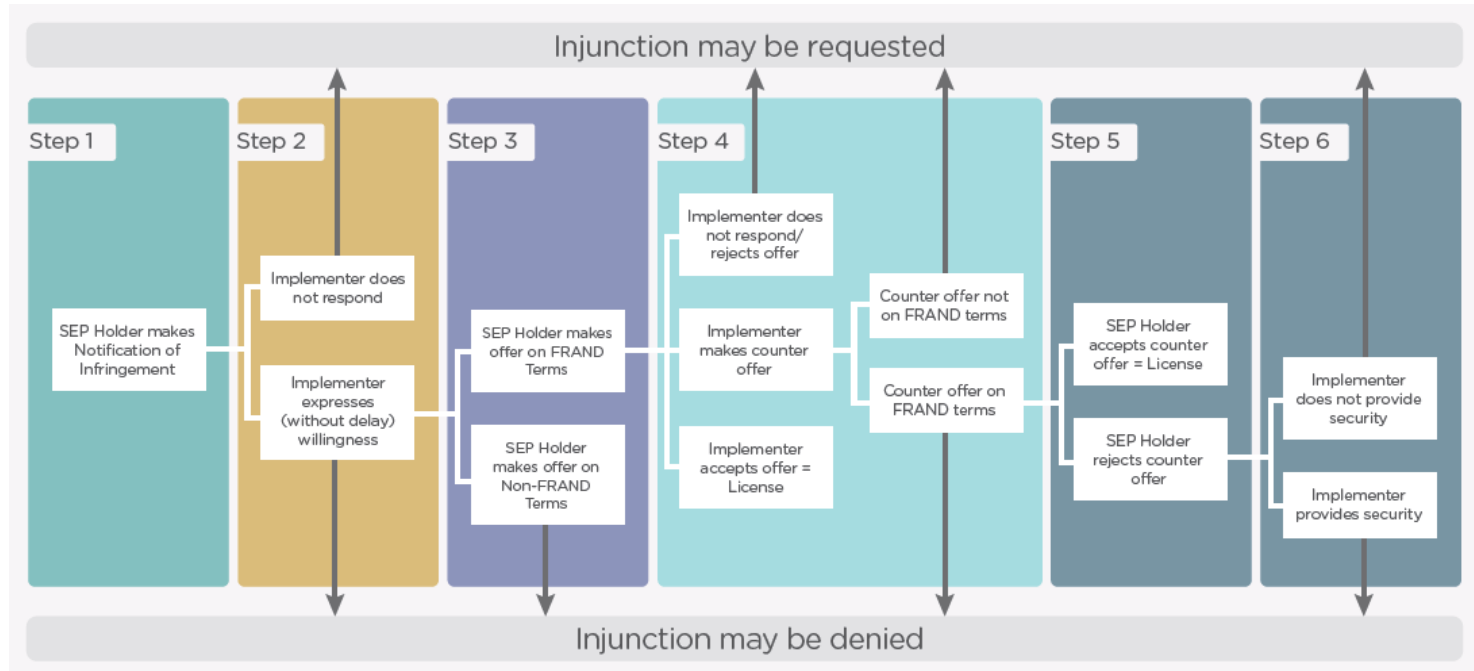 Injunction may be requested
Step 1
Step 2
Step 3
Step 4
Step 5
Step 6
SEP Holder makes
Notification of
Infringement
Implementer does
not respond
Implementer
expresses
(without delay)
willingness
SEP Holder makes
offer on FRAND
Terms
SEP Holder
makes offer on
Non-FRAND
Terms
Implementer does
not respond/
rejects offer
Implementer
makes counter
offer
Implementer
accepts offer =
License
Counter offer not
on FRAND terms
Counter offer on
FRAND terms
SEP Holder
accepts counter
offer = License
SEP Holder
rejects counter
offer
Implementer
does not provide
security
Implementer
provides security
Injunction may be denied